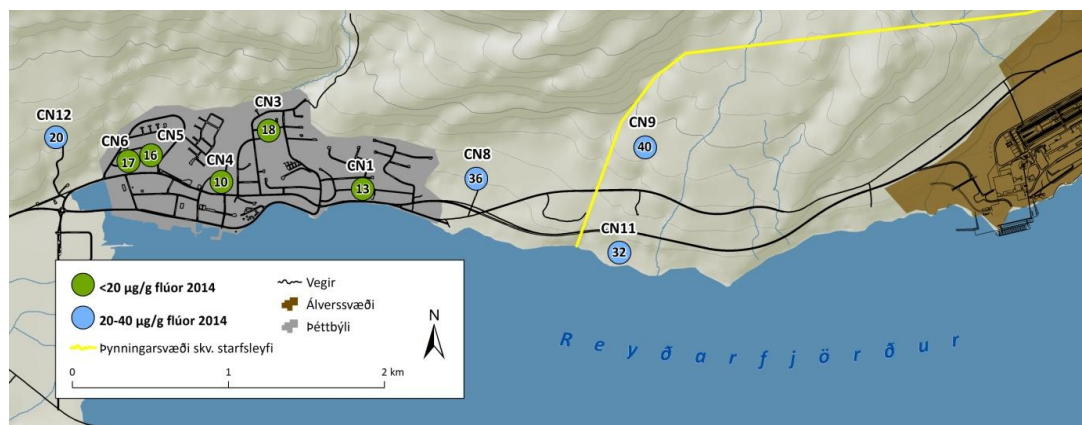 CN12
20
CN6
17
CN5
16
CN4
10
CN3
18
CN1
13
CN8
36
CN9
40
CN11
32
<20 µg/g flúor 2014
20-40 µg/g flúor 2014
Þynningarsvæði skv. starfsleyfi
Vegir
Álverssvæði
Þéttbýli
N
0 1 2 km
Reyðarfjörður